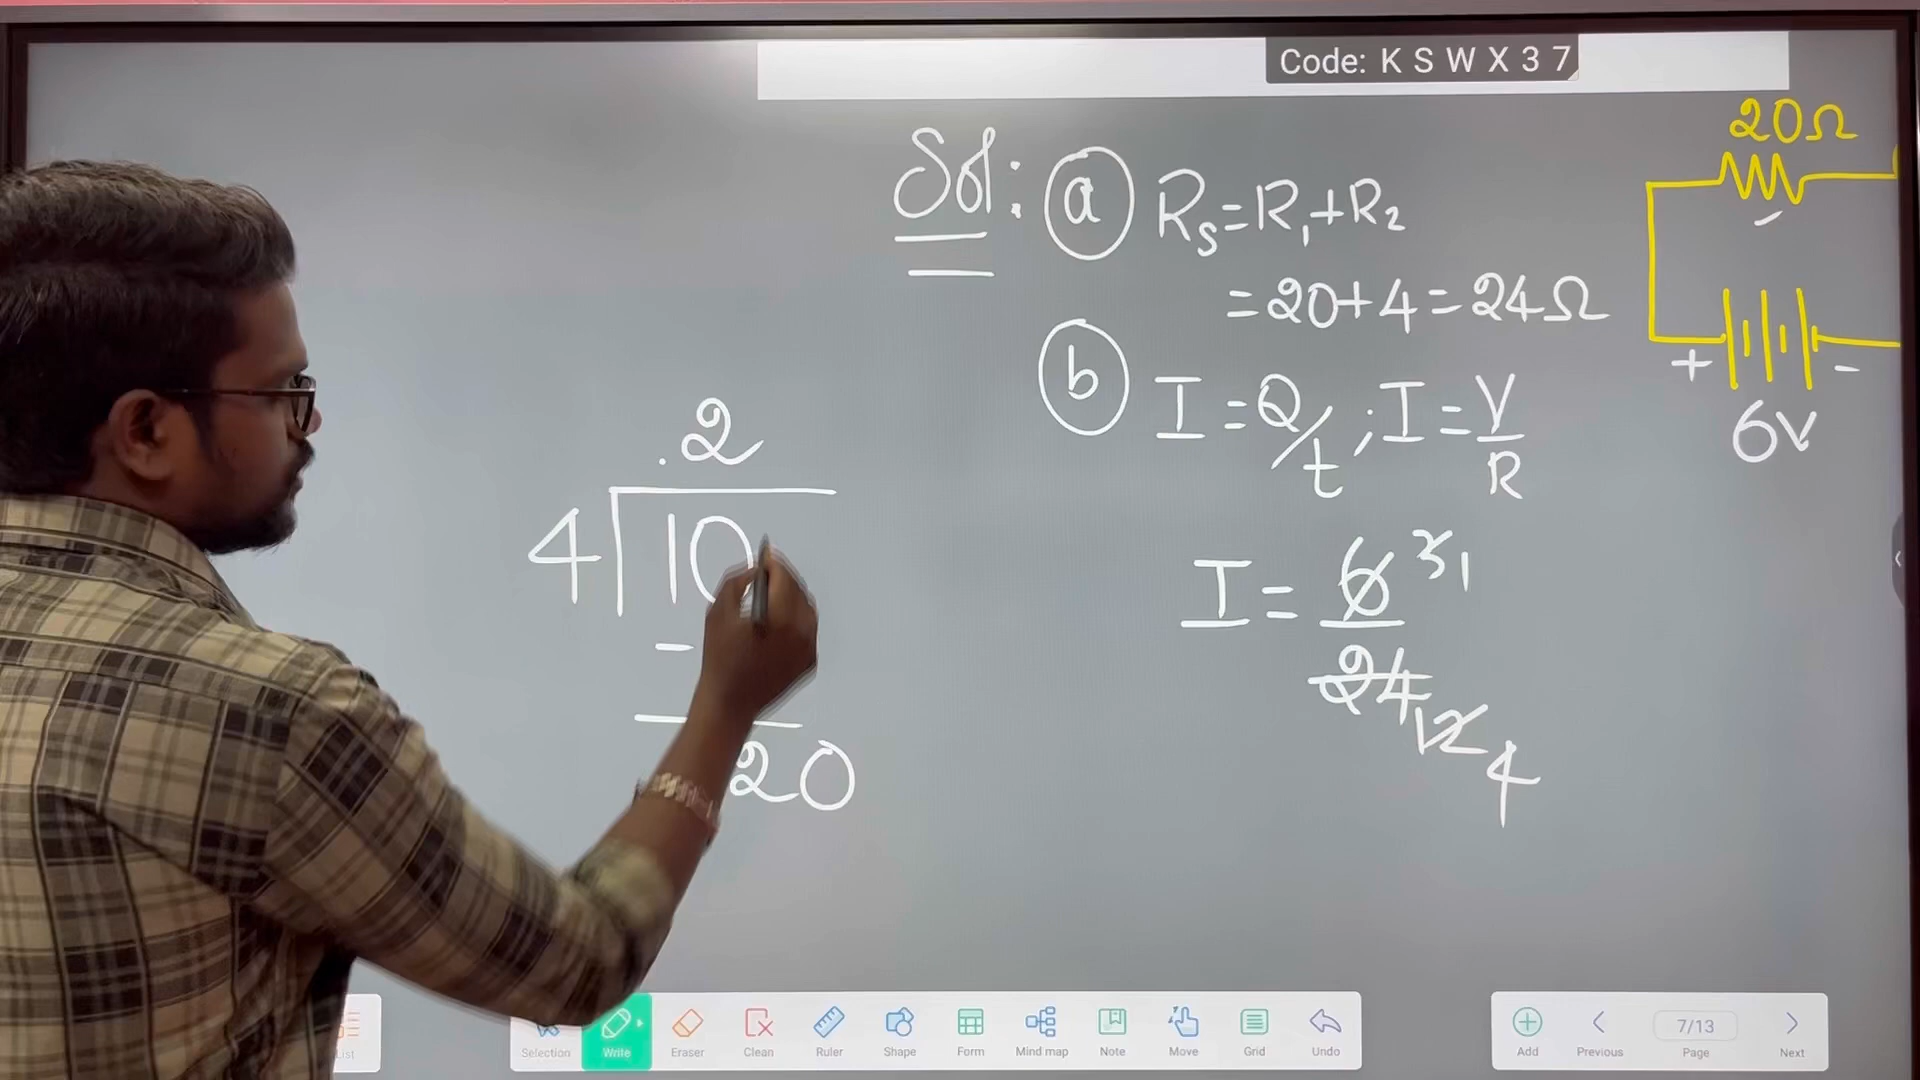 Code: K S W X 3 7
20Ω
Sol: (a) Rs=R1+R2
=20+4=24Ω
(b) I=Q/t; I=V/R
+ -
6V
.2
4 10
-
20
I = 6 3 1
24 12 4
List
Selection
Write
Eraser
Clean
Ruler
Shape
Form
Mind map
Note
Move
Grid
Undo
Add
Previous
7/13
Page
Next